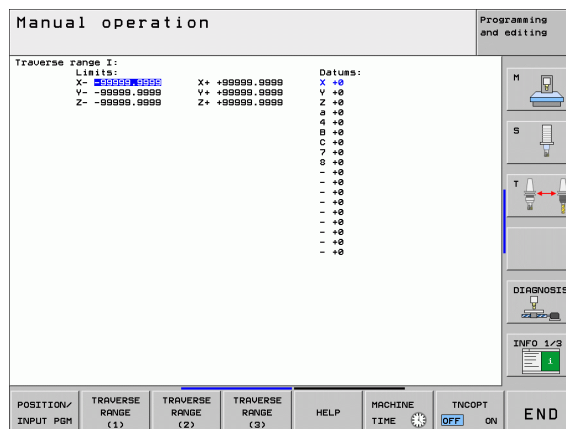 Manual operation
Programming
and editing
Traverse range I:
Limits:
Datums:
X- -99999.9999 X+ +99999.9999 X +0
Y- -99999.9999 Y+ +99999.9999 Y +0
Z- -99999.9999 Z+ +99999.9999 Z +0
a +0
4 +0
B +0
C +0
7 +0
8 +0
- +0
- +0
- +0
- +0
- +0
- +0
- +0
- +0
- +0
M
S
T
DIAGNOSIS
INFO 1/3
i
POSITION/
INPUT PGM
TRAVERSE
RANGE
(1)
TRAVERSE
RANGE
(2)
TRAVERSE
RANGE
(3)
HELP
MACHINE
TIME
TNCOPT
OFF ON
END